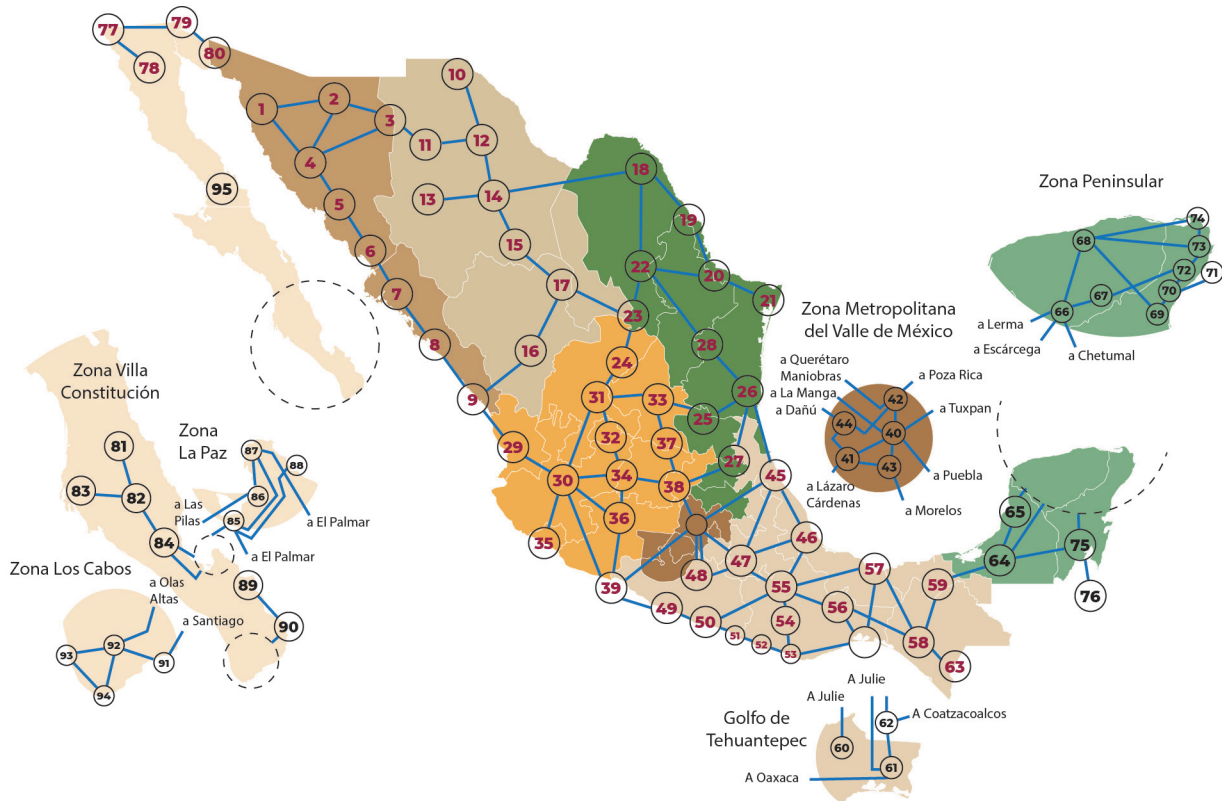 77
79
78
80
10
1
2
3
11
12
4
13
14
18
95
5
15
19
6
22
20
7
17
21
23
8
16
28
24
9
31
33
26
25
32
37
29
27
30
34
38
45
36
35
46
47
48
39
57
55
59
49
50
54
56
51
52
53
58
63
Zona Peninsular
74
68
73
72
71
67
70
66
69
a Lerma
a Escárcega
a Chetumal
Zona Metropolitana
del Valle de México
a Querétaro
Maniobras
a La Manga
a Dañú
a Poza Rica
a Tuxpan
42
44
40
41
43
a Lázaro
Cárdenas
a Puebla
a Morelos
65
64
75
76
Zona Villa
Constitución
81
83
82
84
89
90
Zona
La Paz
87
88
86
85
a Las
Pilas
a El Palmar
a El Palmar
Zona Los Cabos
a Olas
Altas
a Santiago
92
93
91
94
Golfo de
Tehuantepec
A Julie
A Julie
A Coatzacoalcos
62
60
61
A Oaxaca